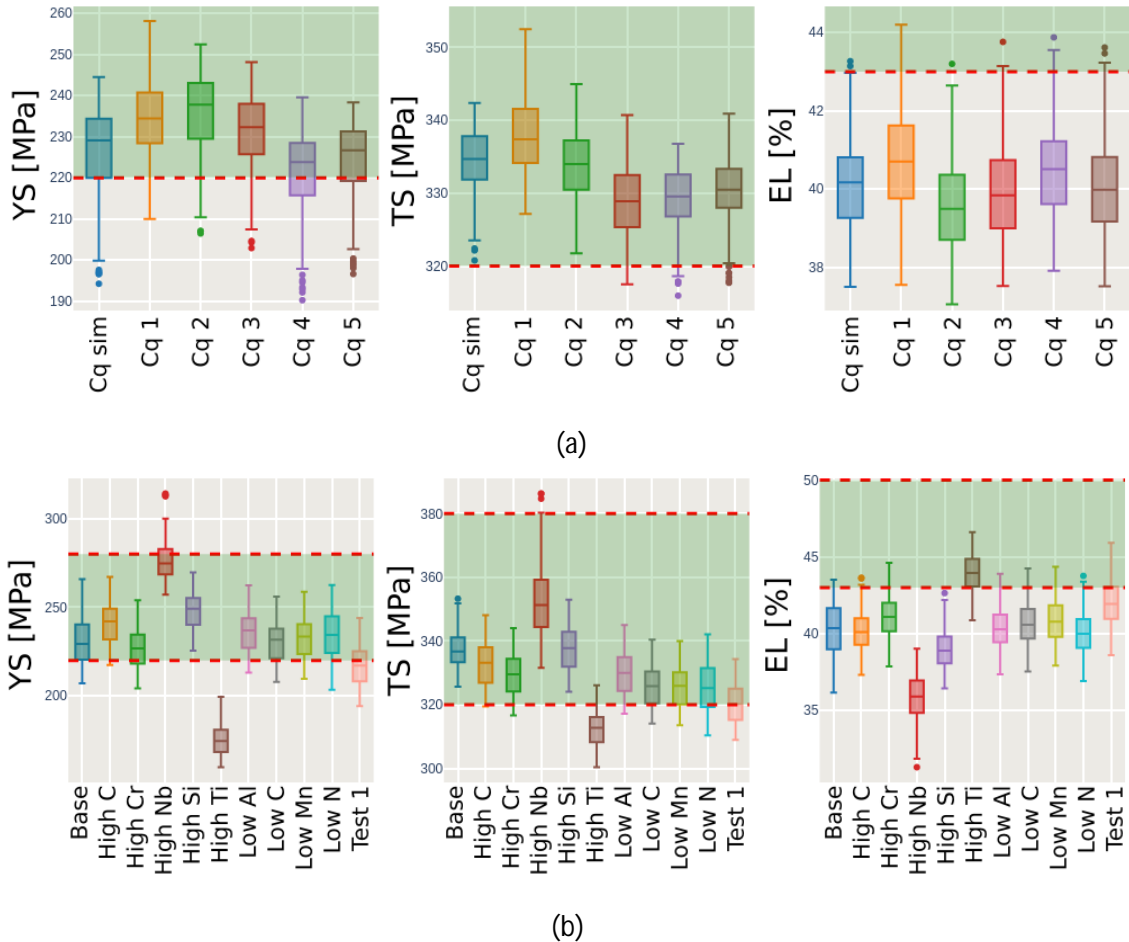 YS [MPa]
260
250
240
230
220
210
200
190
Cq sim
Cq 1
Cq 2
Cq 3
Cq 4
Cq 5
TS [MPa]
350
340
330
320
Cq sim
Cq 1
Cq 2
Cq 3
Cq 4
Cq 5
EL [%]
44
42
40
38
Cq sim
Cq 1
Cq 2
Cq 3
Cq 4
Cq 5
(a)
YS [MPa]
300
250
200
Base
High C
High Cr
High Nb
High Si
High Ti
Low Al
Low C
Low Mn
Low N
Test 1
TS [MPa]
380
360
340
320
300
Base
High C
High Cr
High Nb
High Si
High Ti
Low Al
Low C
Low Mn
Low N
Test 1
EL [%]
50
45
40
35
Base
High C
High Cr
High Nb
High Si
High Ti
Low Al
Low C
Low Mn
Low N
Test 1
(b)